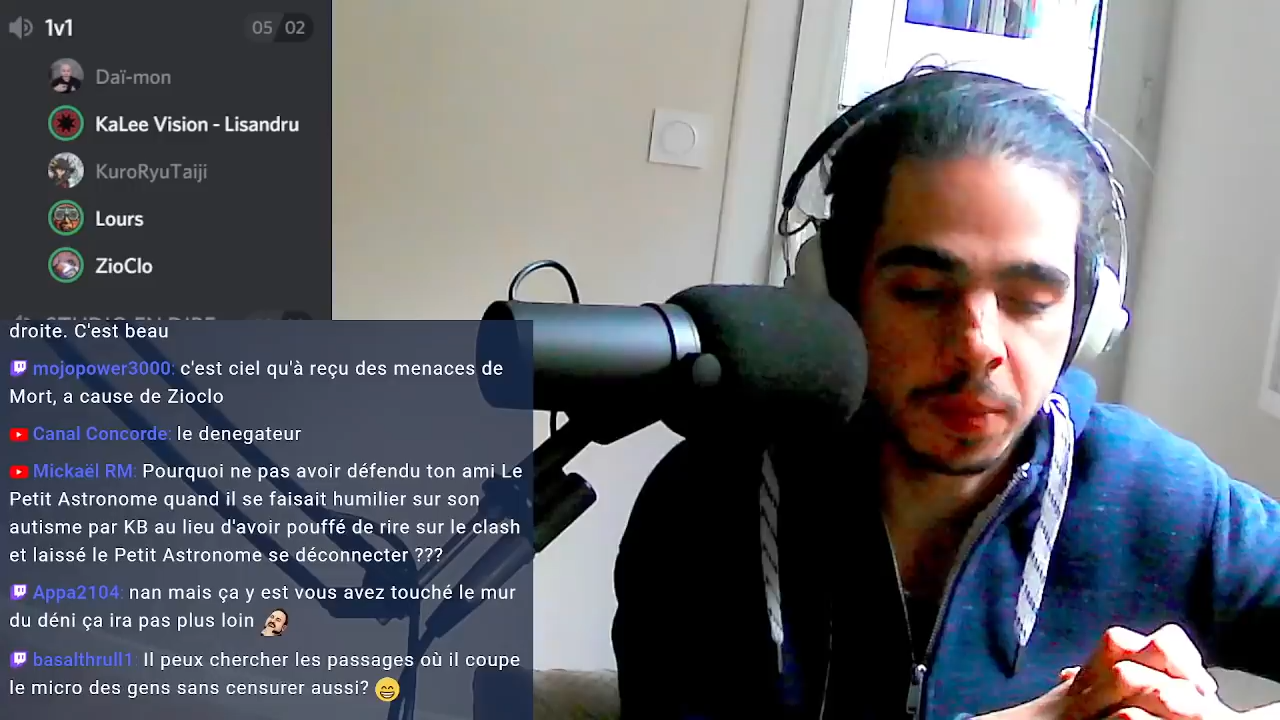 1v1
05 02
Daï-mon
KaLee Vision - Lisandru
KuroRyuTaiji
Lours
ZioClo
droite. C'est beau
mojopower3000: c'est ciel qu'à reçu des menaces de
Mort, a cause de Zioclo
Canal Concorde: le denegateur
Mickaël RM: Pourquoi ne pas avoir défendu ton ami Le
Petit Astronome quand il se faisait humilier sur son
autisme par KB au lieu d'avoir pouffé de rire sur le clash
et laissé le Petit Astronome se déconnecter ???
Appa2104: nan mais ça y est vous avez touché le mur
du déni ça ira pas plus loin
basalthrull1: Il peux chercher les passages où il coupe
le micro des gens sans censurer aussi? 😄